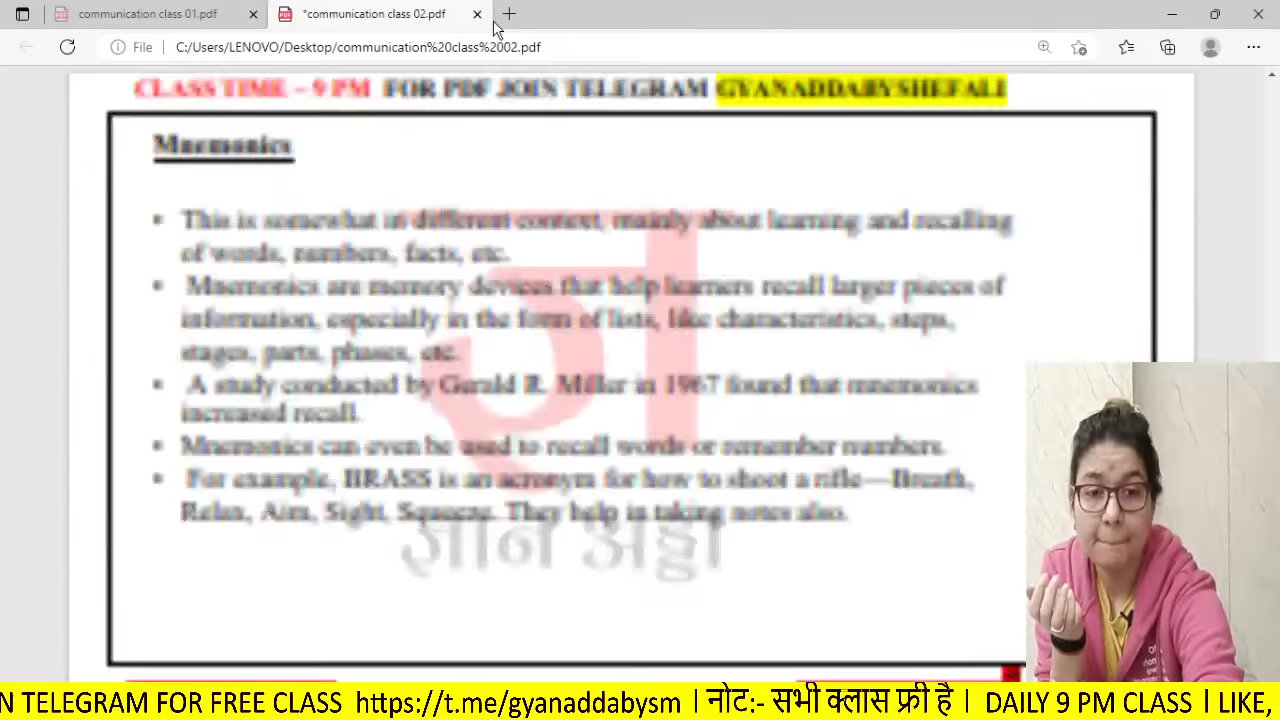 communication class 01.pdf
*communication class 02.pdf
File
C:/Users/LENOVO/Desktop/communication%20class%2002.pdf
CLASS TIME – 9 PM FOR PDF JOIN TELEGRAM GYANADDABYSHEFALI
Mnemonics
• This is somewhat in different context, mainly about learning and recalling
of words, numbers, facts, etc.
• Mnemonics are memory devices that help learners recall larger pieces of
information, especially in the form of lists, like characteristics, steps,
stages, parts, phases, etc.
• A study conducted by Gerald R. Miller in 1967 found that mnemonics
increased recall.
• Mnemonics can even be used to recall words or remember numbers.
• For example, BRASS is an acronym for how to shoot a rifle—Breath,
Relax, Aim, Sight, Squeeze. They help in taking notes also.
ज्ञ
ज्ञान अड्डा
N TELEGRAM FOR FREE CLASS https://t.me/gyanaddabysm । नोट:- सभी क्लास फ्री है । DAILY 9 PM CLASS । LIKE,